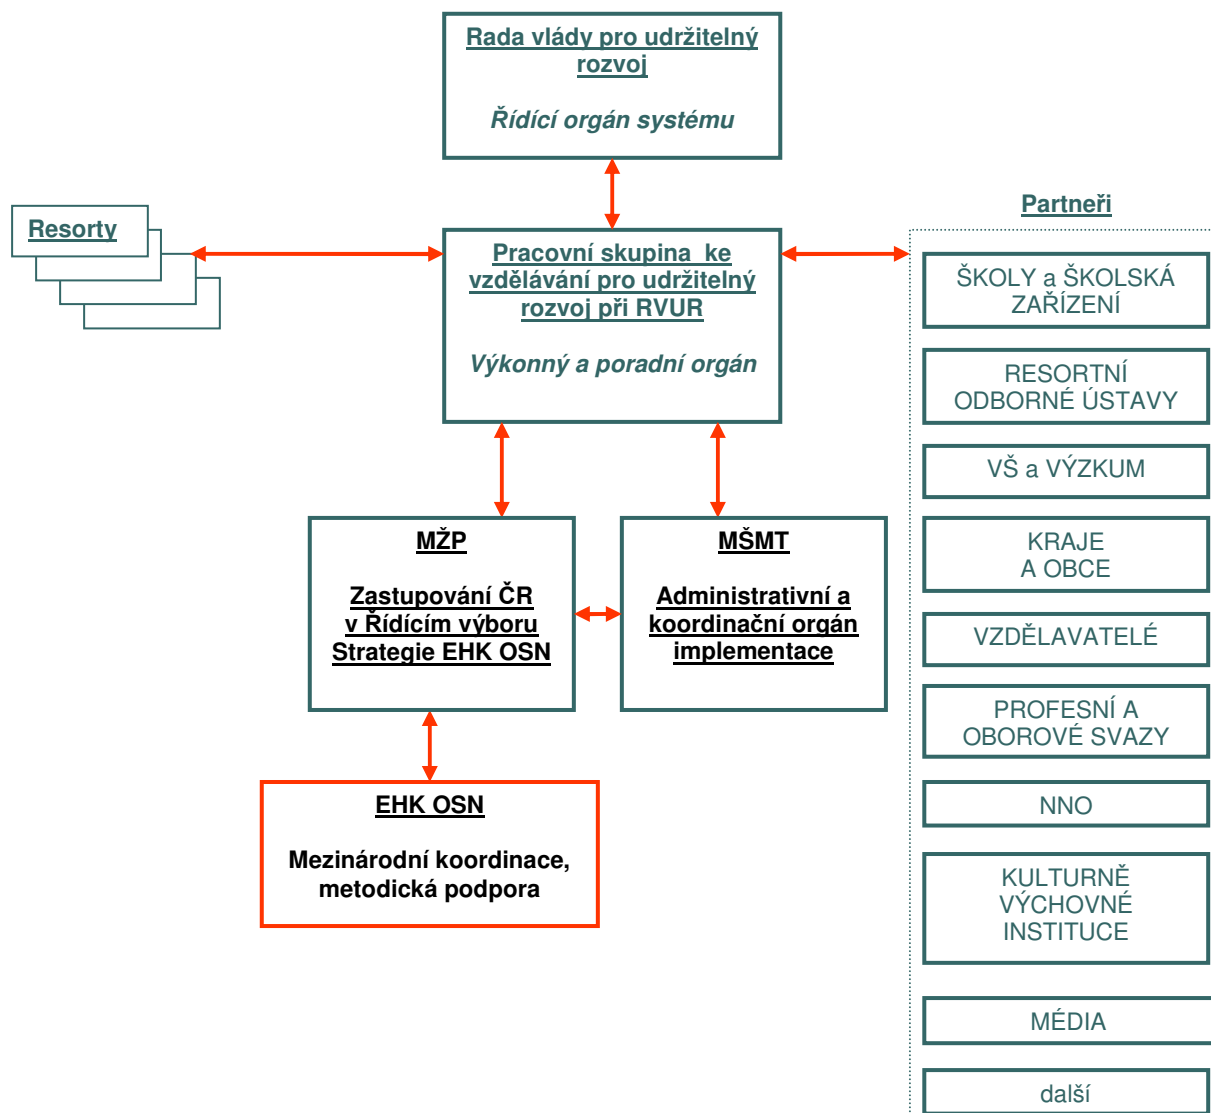 Rada vlády pro udržitelný
rozvoj
Řídící orgán systému
Resorty
Pracovní skupina ke
vzdělávání pro udržitelný
rozvoj při RVUR
Výkonný a poradní orgán
MŽP
Zastupování ČR
v Řídícím výboru
Strategie EHK OSN
MŠMT
Administrativní a
koordinační orgán
implementace
EHK OSN
Mezinárodní koordinace,
metodická podpora
Partneři
ŠKOLY a ŠKOLSKÁ
ZAŘÍZENÍ
RESORTNÍ
ODBORNÉ ÚSTAVY
VŠ a VÝZKUM
KRAJE
A OBCE
VZDĚLAVATELÉ
PROFESNÍ A
OBOROVÉ SVAZY
NNO
KULTURNĚ
VÝCHOVNÉ
INSTITUCE
MÉDIA
další